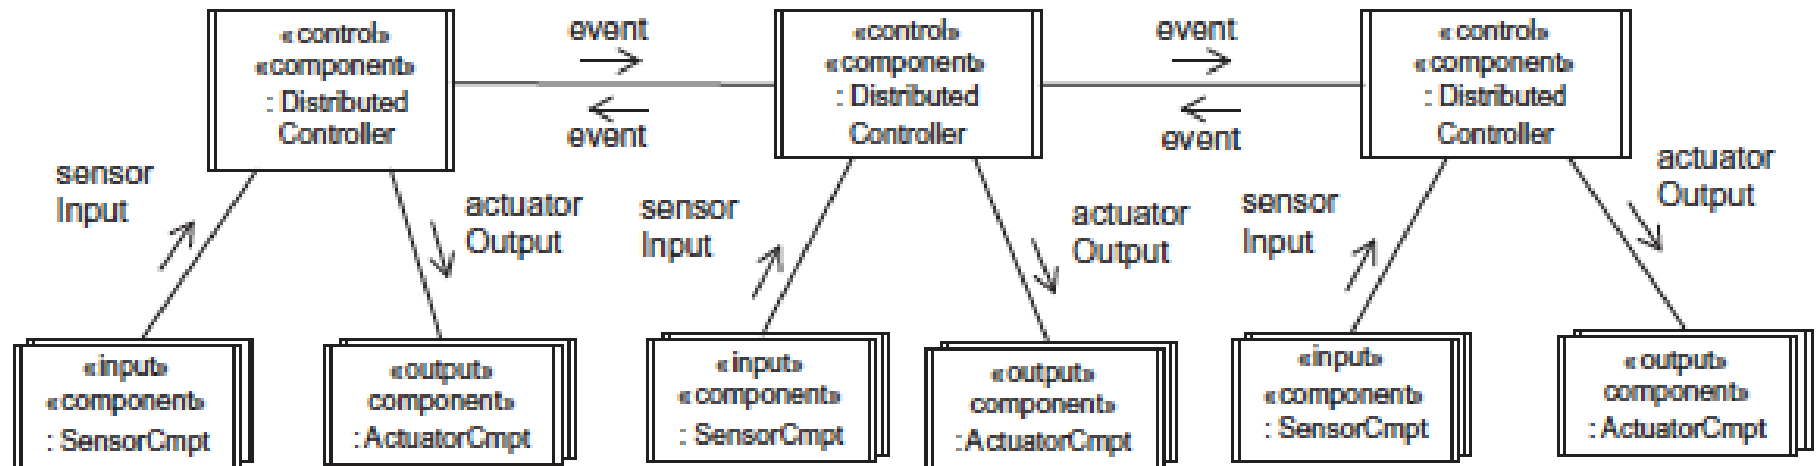 «control»
«component»
: Distributed
Controller
event
event
«control»
«component»
: Distributed
Controller
event
event
«control»
«component»
: Distributed
Controller
sensor
Input
actuator
Output
sensor
Input
actuator
Output
sensor
Input
actuator
Output
«input»
«component»
: SensorCmpt
«output»
component»
:ActuatorCmpt
«input»
«component»
: SensorCmpt
«output»
component»
:ActuatorCmpt
«input»
«component»
: SensorCmpt
«output»
component»
:ActuatorCmpt